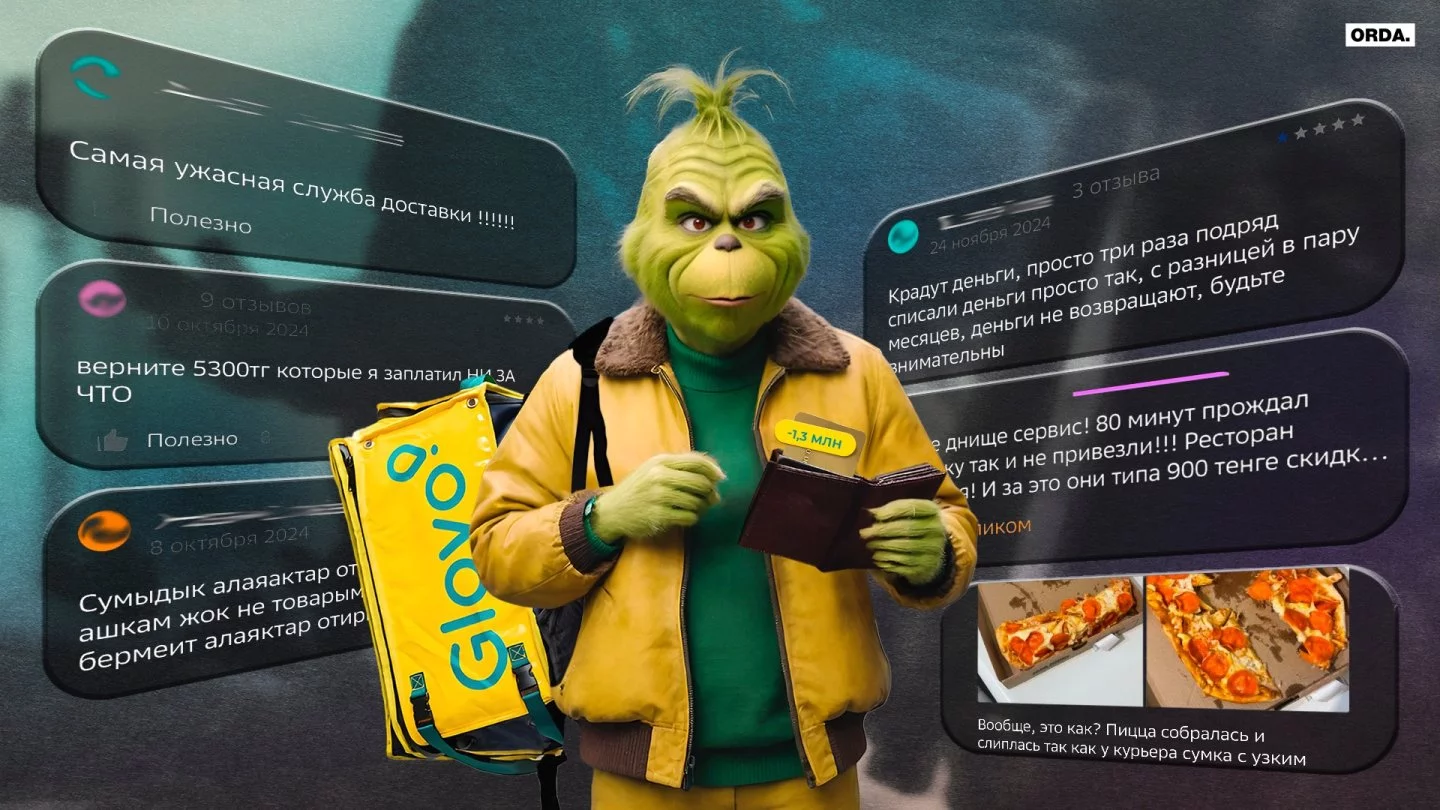 ORDA.
Самая ужасная служба доставки !!!!!!
Полезно
9 отзывов
10 октября 2024
верните 5300тг которые я заплатил НИ ЗА
ЧТО
Полезно
8 октября 2024
Сумыдык алаяактар от
ашкам жок не товарым
бермеит алаяктар отир
Glovo
-1,3 МЛН
3 отзыва
24 ноября 2024
Крадут деньги, просто три раза подряд
списали деньги просто так, с разницей в пару
месяцев, деньги не возвращают, будьте
внимательны
е днище сервис! 80 минут прождал
ку так и не привезли!!! Ресторан
я! И за это они типа 900 тенге скидк...
ликом
Вообще, это как? Пицца собралась и
слиплась так как у курьера сумка с узким